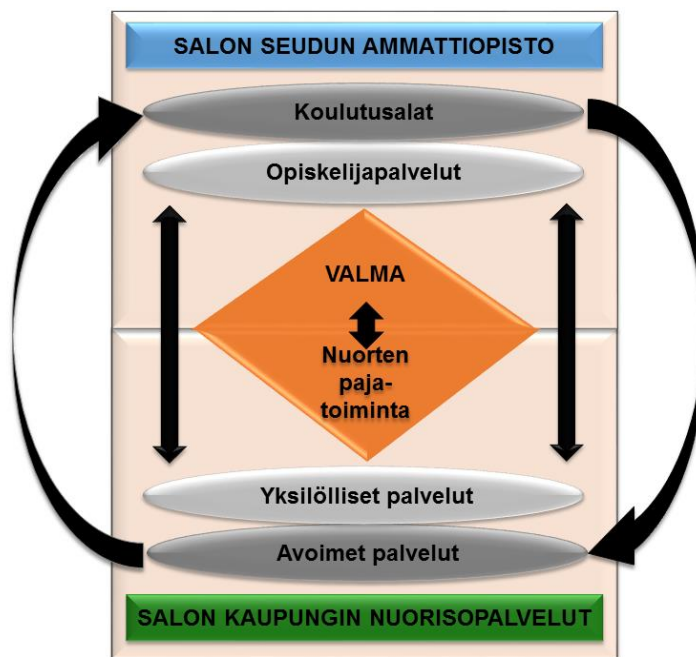 SALON SEUDUN AMMATTIOPISTO
Koulutusalat
Opiskelijapalvelut
VALMA
Nuorten
paja-
toiminta
Yksilölliset palvelut
Avoimet palvelut
SALON KAUPUNGIN NUORISOPALVELUT